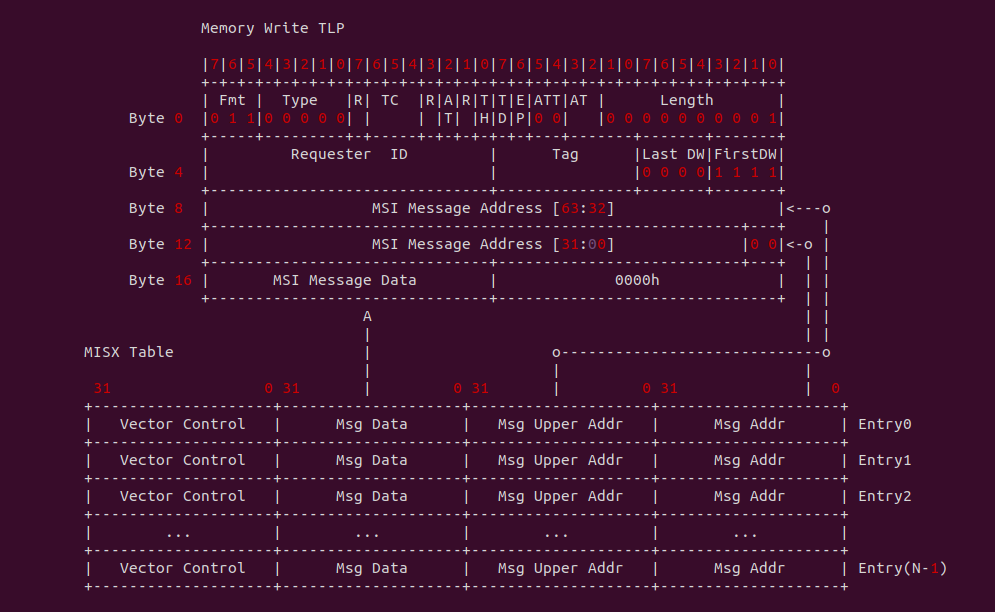 Memory Write TLP
|7|6|5|4|3|2|1|0|7|6|5|4|3|2|1|0|7|6|5|4|3|2|1|0|7|6|5|4|3|2|1|0|
+-+-+-+-+-+-+-+-+-+-+-+-+-+-+-+-+-+-+-+-+-+-+-+-+-+-+-+-+-+-+-+-+
| Fmt |  Type   |R| TC  |R|A|R|T|T|E|ATT|AT |      Length       |
Byte 0  |0 1 1|0 0 0 0 0| |     | |T| |H|D|P|0 0|   |0 0 0 0 0 0 0 0 0 1|
+-----+---------+-+-----+-+-+-+-+-+-+---+---+-------------------+
|         Requester  ID         |      Tag      |Last DW|FirstDW|
Byte 4  |                               |               |0 0 0 0|1 1 1 1|
+-------------------------------+---------------+-------+-------+
Byte 8  |                  MSI Message Address [63:32]                  |<---o
+-----------------------------------------------------------+---+    |
Byte 12 |                  MSI Message Address [31:00]              |0 0|<-o |
+-------------------------------+---------------------------+---+  | |
Byte 16 |       MSI Message Data        |             0000h             |  | |
+-------------------------------+-------------------------------+  | |
A                                                | |
|                                                | |
MISX Table                     |                    o----------------------------o
|                    |                           |
31                 0 31       |         0 31       |         0 31              |  0
+--------------------+--------------------+--------------------+--------------------+
|   Vector Control   |      Msg Data      |   Msg Upper Addr   |      Msg Addr      | Entry0
+--------------------+--------------------+--------------------+--------------------+
|   Vector Control   |      Msg Data      |   Msg Upper Addr   |      Msg Addr      | Entry1
+--------------------+--------------------+--------------------+--------------------+
|   Vector Control   |      Msg Data      |   Msg Upper Addr   |      Msg Addr      | Entry2
+--------------------+--------------------+--------------------+--------------------+
|        ...         |        ...         |        ...         |        ...         |
+--------------------+--------------------+--------------------+--------------------+
|   Vector Control   |      Msg Data      |   Msg Upper Addr   |      Msg Addr      | Entry(N-1)
+--------------------+--------------------+--------------------+--------------------+